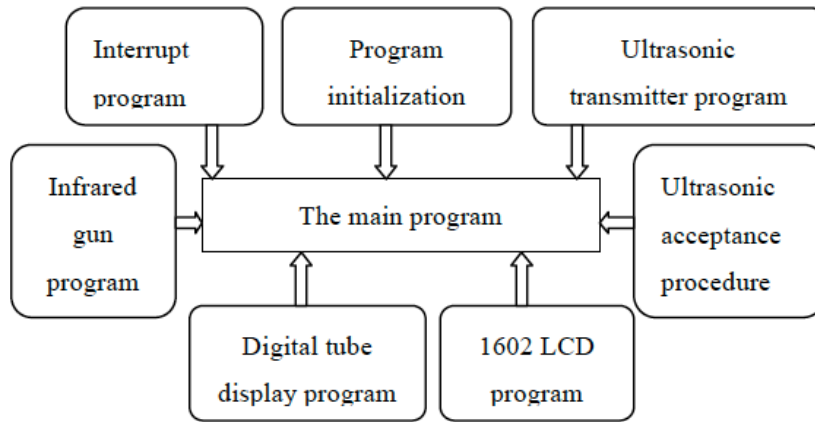 Interrupt
program
Program
initialization
Ultrasonic
transmitter program
Infrared
gun
program
The main program
Ultrasonic
acceptance
procedure
Digital tube
display program
1602 LCD
program